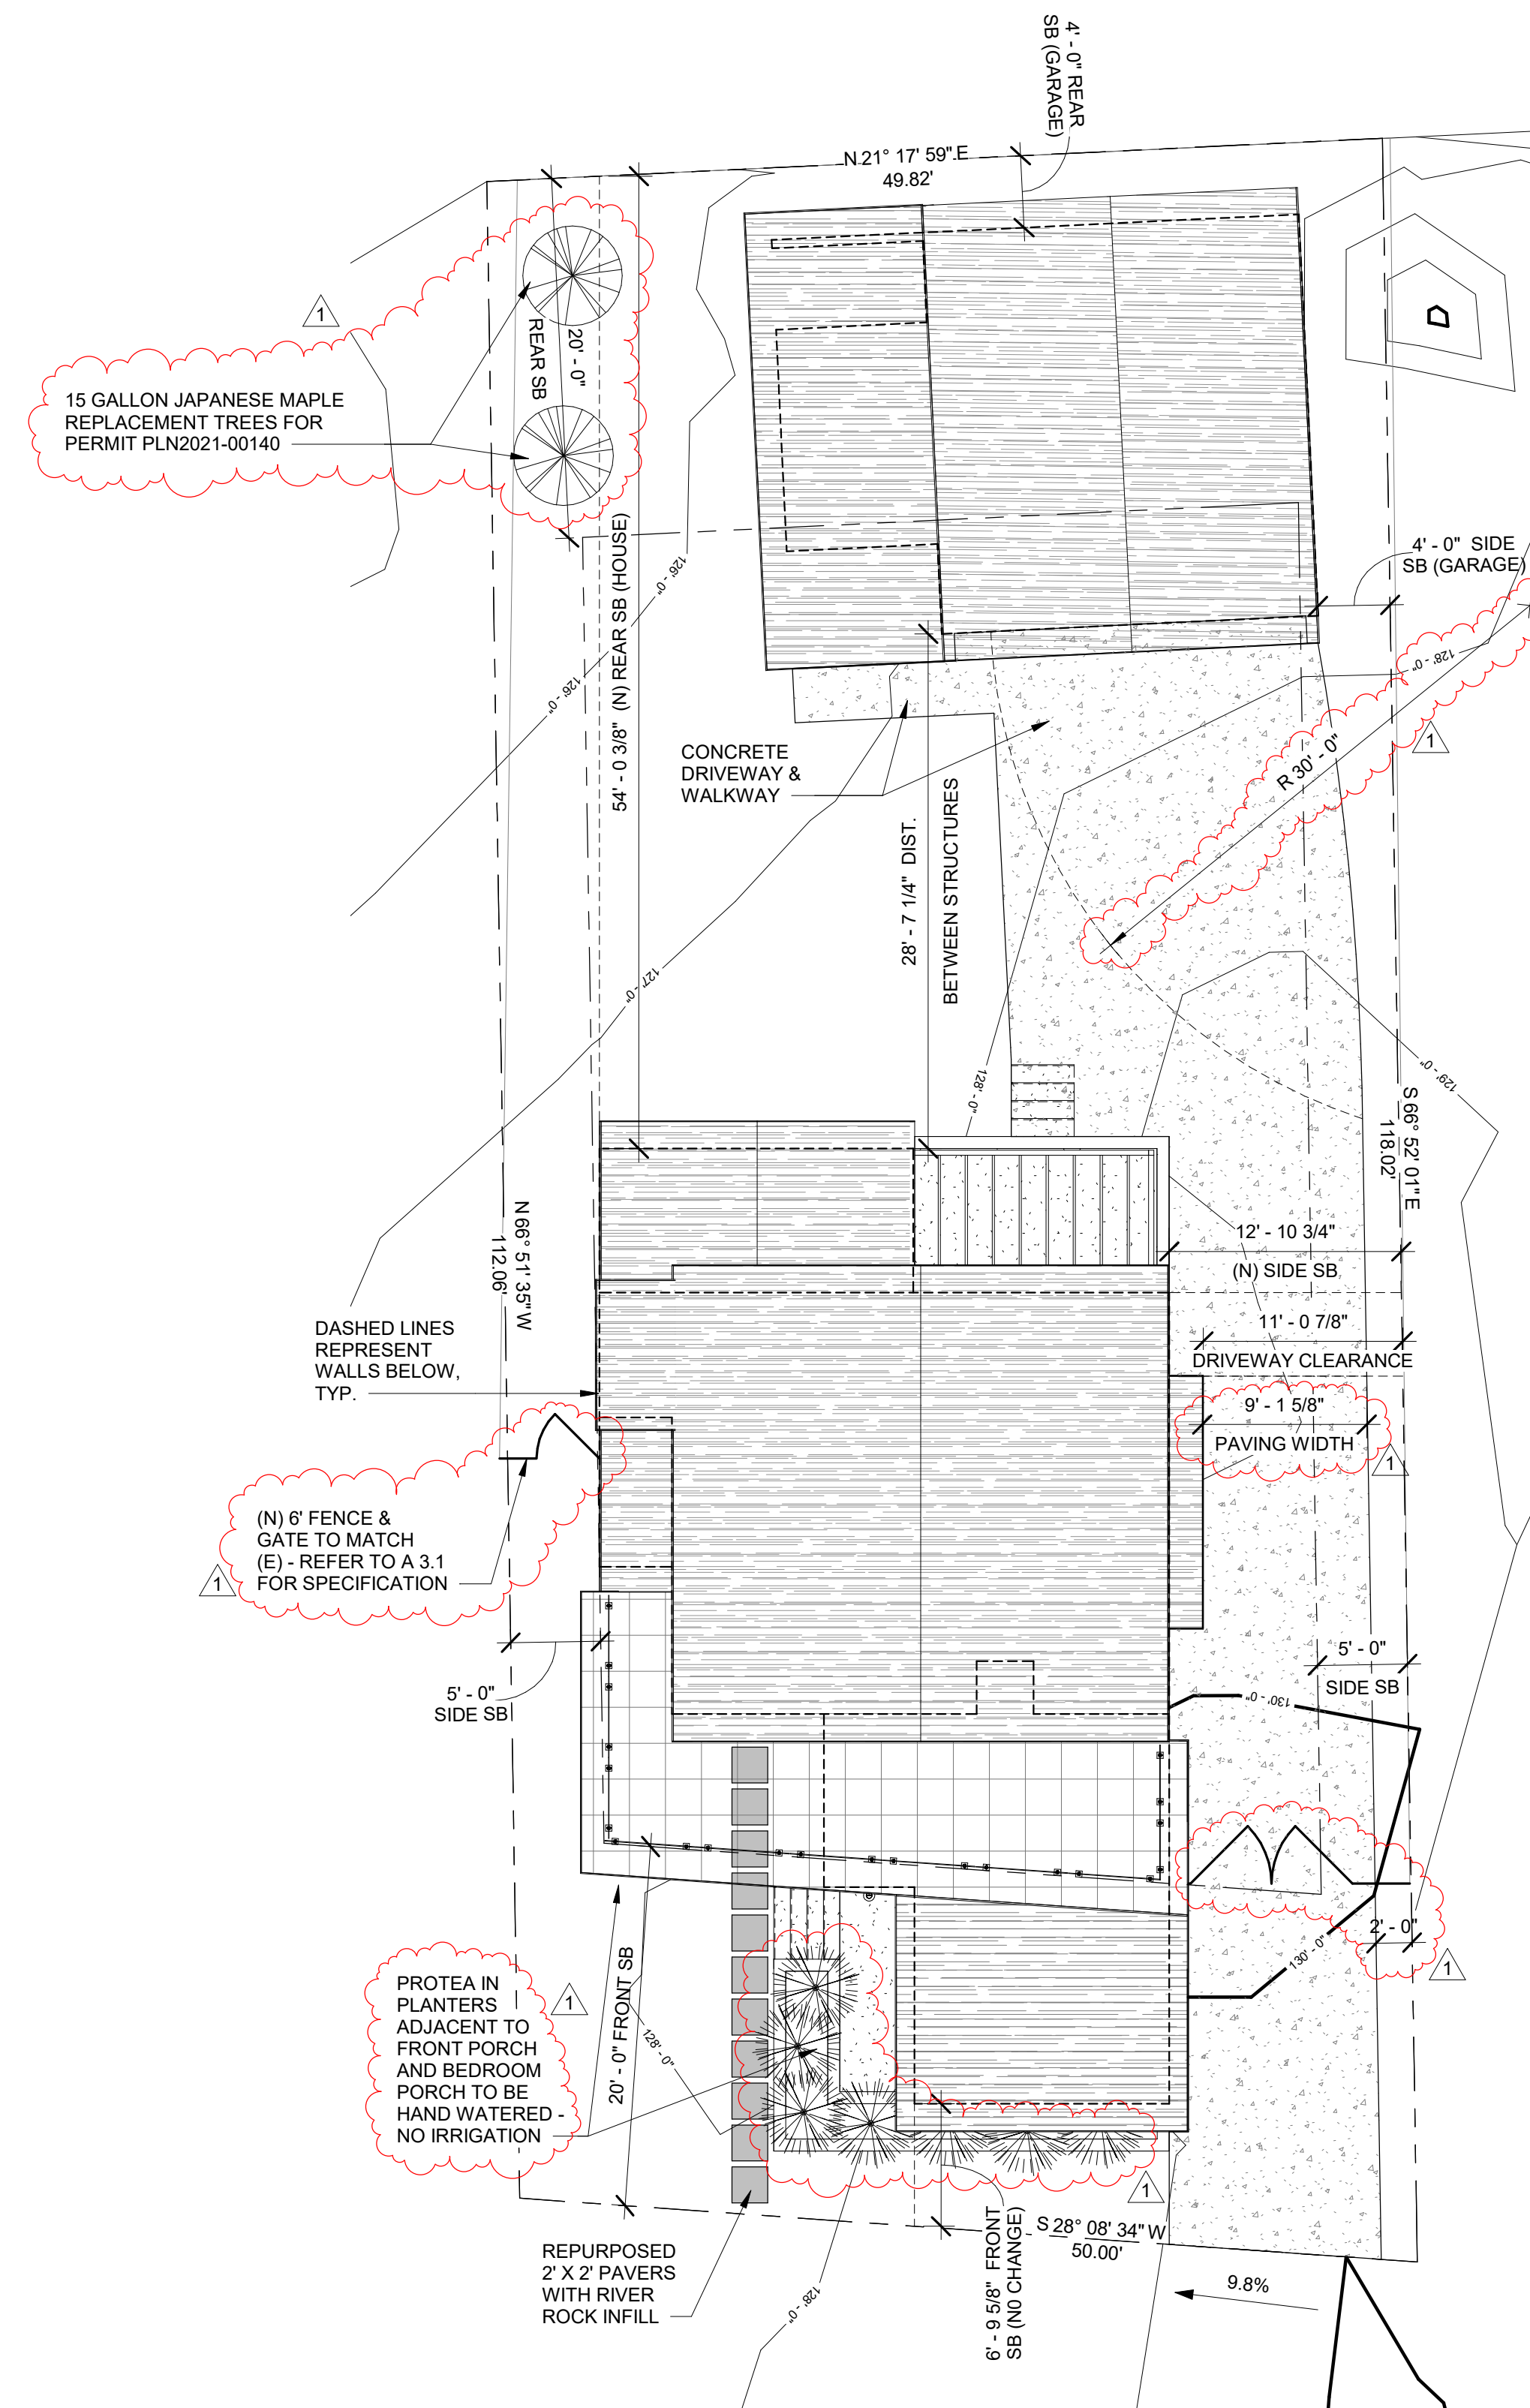 4' - 0" REAR
SB (GARAGE)
N 21° 17' 59" E
49.82'
1
15 GALLON JAPANESE MAPLE
REPLACEMENT TREES FOR
PERMIT PLN2021-00140
20' - 0"
REAR SB
4' - 0" SIDE
SB (GARAGE)
126' - 0"
126' - 0"
128' - 0"
54' - 0 3/8" (N) REAR SB (HOUSE)
CONCRETE
DRIVEWAY &
WALKWAY
R 30' - 0"
1
28' - 7 1/4" DIST.
BETWEEN STRUCTURES
127' - 0"
128' - 0"
129' - 0"
S 66° 52' 01" E
118.02'
N 66° 51' 35" W
112.06'
12' - 10 3/4"
(N) SIDE SB
11' - 0 7/8"
DRIVEWAY CLEARANCE
DASHED LINES
REPRESENT
WALLS BELOW,
TYP.
9' - 1 5/8"
PAVING WIDTH
1
(N) 6' FENCE &
GATE TO MATCH
(E) - REFER TO A 3.1
FOR SPECIFICATION
1
5' - 0"
SIDE SB
5' - 0"
SIDE SB
130' - 0"
2' - 0"
130' - 0"
1
PROTEA IN
PLANTERS
ADJACENT TO
FRONT PORCH
AND BEDROOM
PORCH TO BE
HAND WATERED -
NO IRRIGATION
1
20' - 0" FRONT SB
128' - 0"
1
REPURPOSED
2' X 2' PAVERS
WITH RIVER
ROCK INFILL
6' - 9 5/8" FRONT
SB (N0 CHANGE)
S 28° 08' 34" W
50.00'
128' - 0"
9.8%